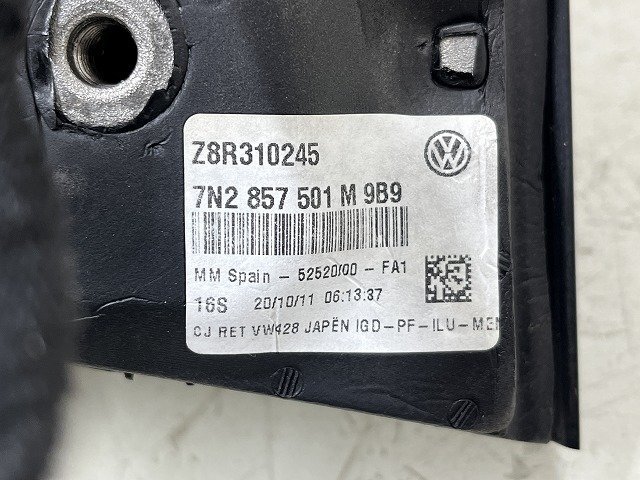 Z8R310245
7N2 857 501 M 9B9
MM Spain - 52520/00 - FA1
16S 20/10/11 06:13:37
CJ RET VW428 JAPËN IGD-PF-ILU-MEM